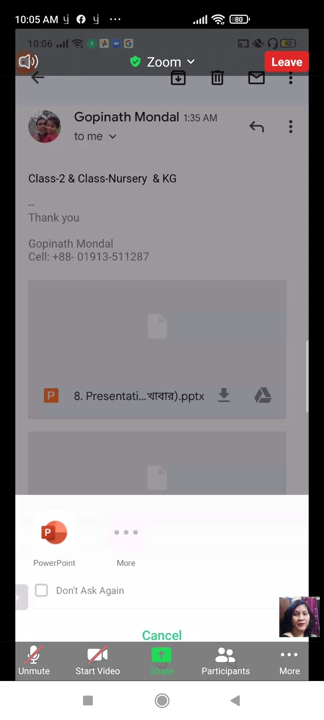 10:05 AM
80
10:06
Zoom
Leave
Gopinath Mondal 1:35 AM
to me
Class-2 & Class-Nursery & KG
--
Thank you
Gopinath Mondal
Cell: +88- 01913-511287
P 8. Presentati...খাবার).pptx
PowerPoint
More
Don't Ask Again
Cancel
Unmute
Start Video
Share
Participants
More